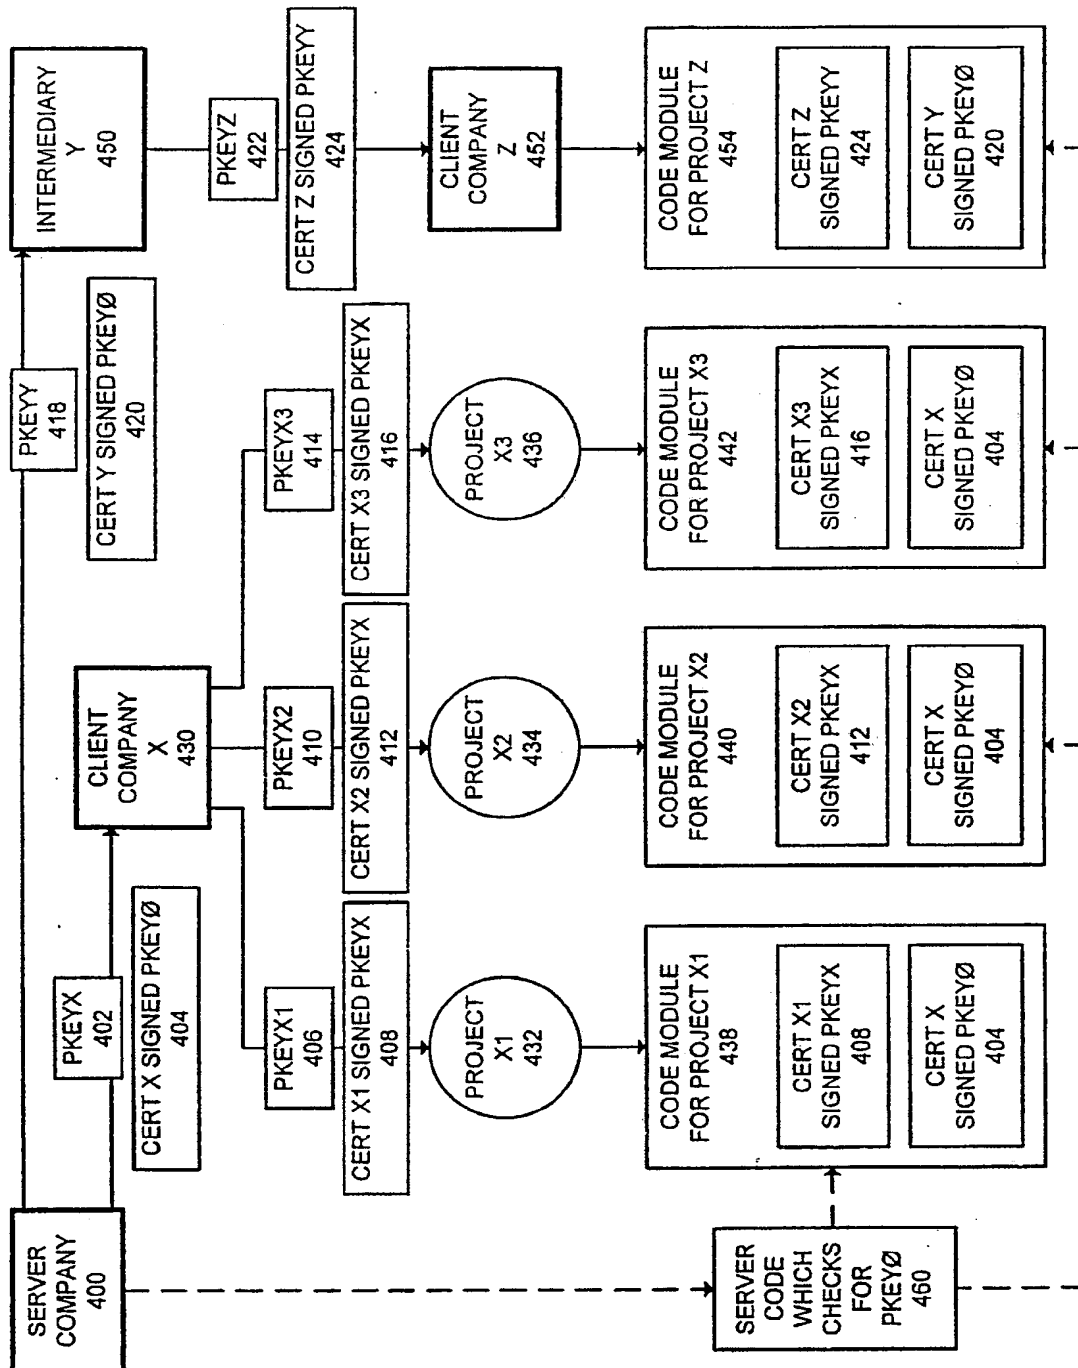 SERVER
COMPANY
400
PKEYX
402
CERT X SIGNED PKEYØ
404
CLIENT
COMPANY
X
430
PKEYY
418
CERT Y SIGNED PKEYØ
420
INTERMEDIARY
Y
450
PKEYX1
406
CERT X1 SIGNED PKEYX
408
PKEYX2
410
CERT X2 SIGNED PKEYX
412
PKEYX3
414
CERT X3 SIGNED PKEYX
416
PKEYZ
422
CERT Z SIGNED PKEYY
424
PROJECT
X1
432
PROJECT
X2
434
PROJECT
X3
436
CLIENT
COMPANY
Z
452
SERVER
CODE
WHICH
CHECKS
FOR
PKEYØ
460
CODE MODULE
FOR PROJECT X1
438
CERT X1
SIGNED PKEYX
408
CERT X
SIGNED PKEYØ
404
CODE MODULE
FOR PROJECT X2
440
CERT X2
SIGNED PKEYX
412
CERT X
SIGNED PKEYØ
404
CODE MODULE
FOR PROJECT X3
442
CERT X3
SIGNED PKEYX
416
CERT X
SIGNED PKEYØ
404
CODE MODULE
FOR PROJECT Z
454
CERT Z
SIGNED PKEYY
424
CERT Y
SIGNED PKEYØ
420